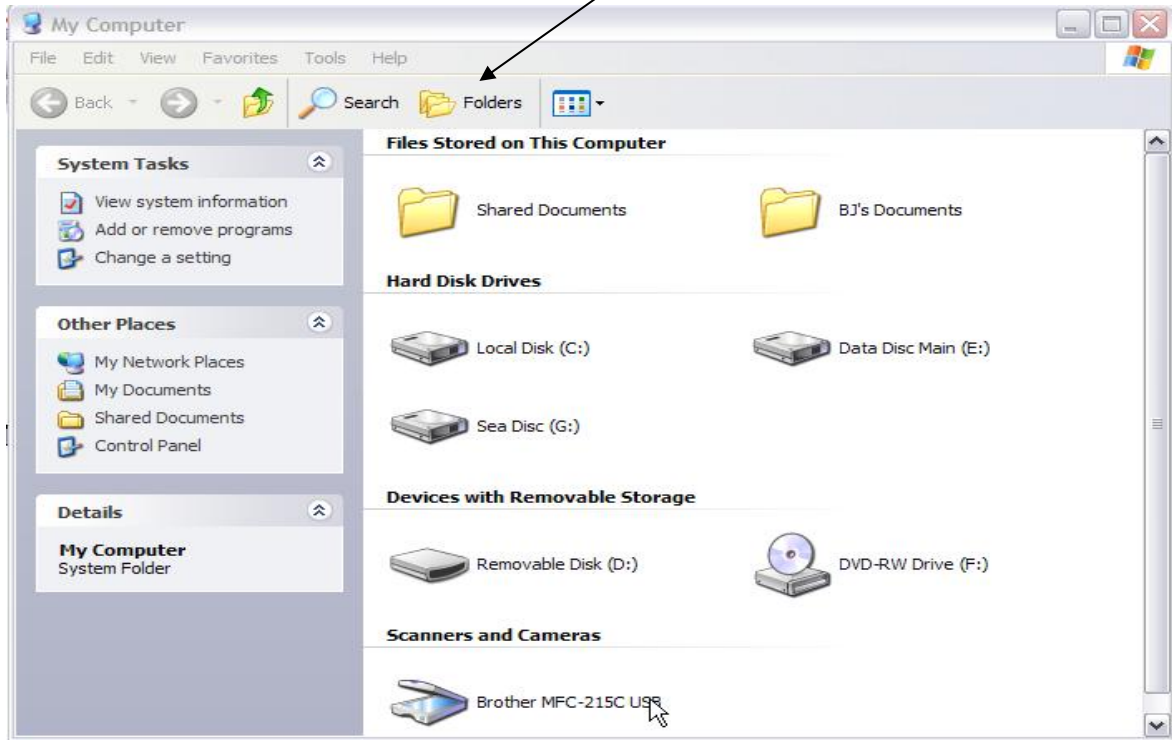 My Computer
File Edit View Favorites Tools Help
Back Search Folders
System Tasks
View system information
Add or remove programs
Change a setting
Other Places
My Network Places
My Documents
Shared Documents
Control Panel
Details
My Computer
System Folder
Files Stored on This Computer
Shared Documents BJ's Documents
Hard Disk Drives
Local Disk (C:) Data Disc Main (E:)
Sea Disc (G:)
Devices with Removable Storage
Removable Disk (D:) DVD-RW Drive (F:)
Scanners and Cameras
Brother MFC-215C USB